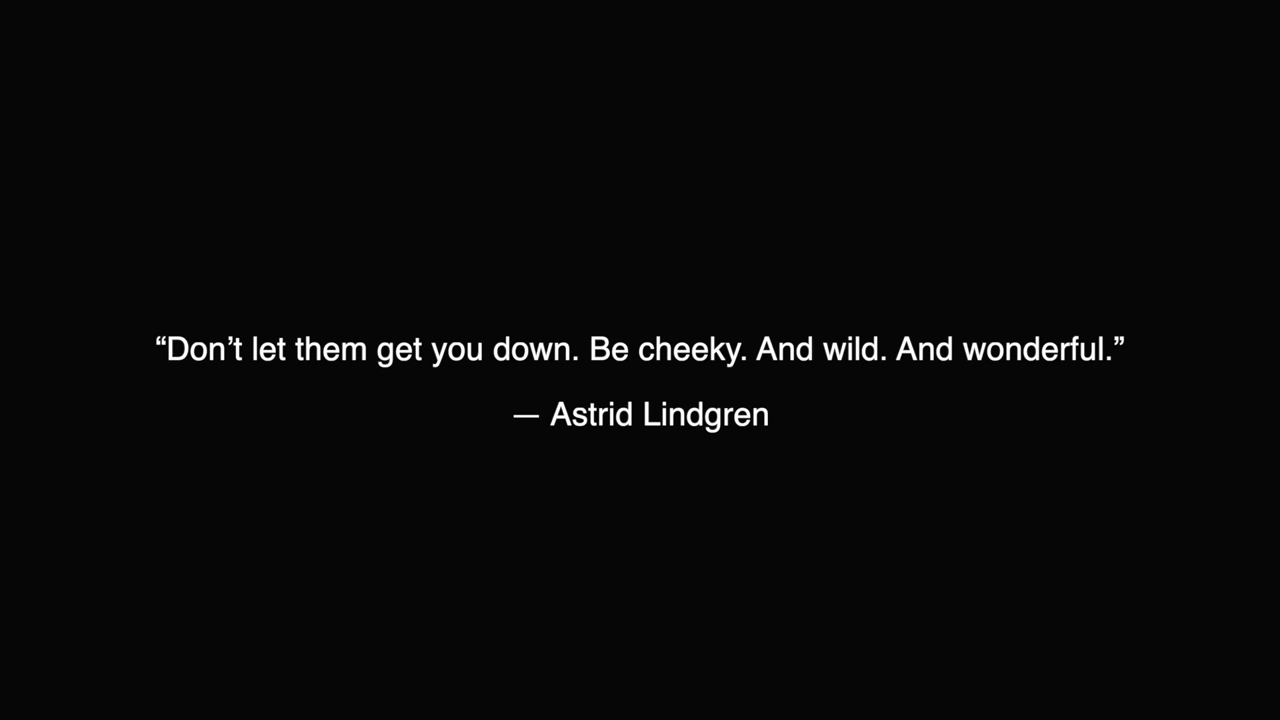 “Don’t let them get you down. Be cheeky. And wild. And wonderful.”
— Astrid Lindgren